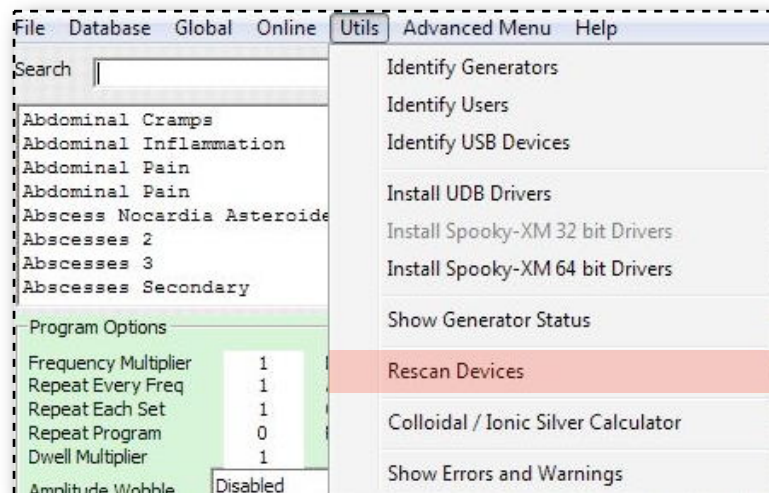 File Database Global Online Utils Advanced Menu Help
Search
Abdominal Cramps
Abdominal Inflammation
Abdominal Pain
Abdominal Pain
Abscess Nocardia Asteroide
Abscesses 2
Abscesses 3
Abscesses Secondary
Program Options
Frequency Multiplier 1
Repeat Every Freq 1
Repeat Each Set 1
Repeat Program 0
Dwell Multiplier 1
Amplitude Wobble Disabled
Identify Generators
Identify Users
Identify USB Devices
Install UDB Drivers
Install Spooky-XM 32 bit Drivers
Install Spooky-XM 64 bit Drivers
Show Generator Status
Rescan Devices
Colloidal / Ionic Silver Calculator
Show Errors and Warnings